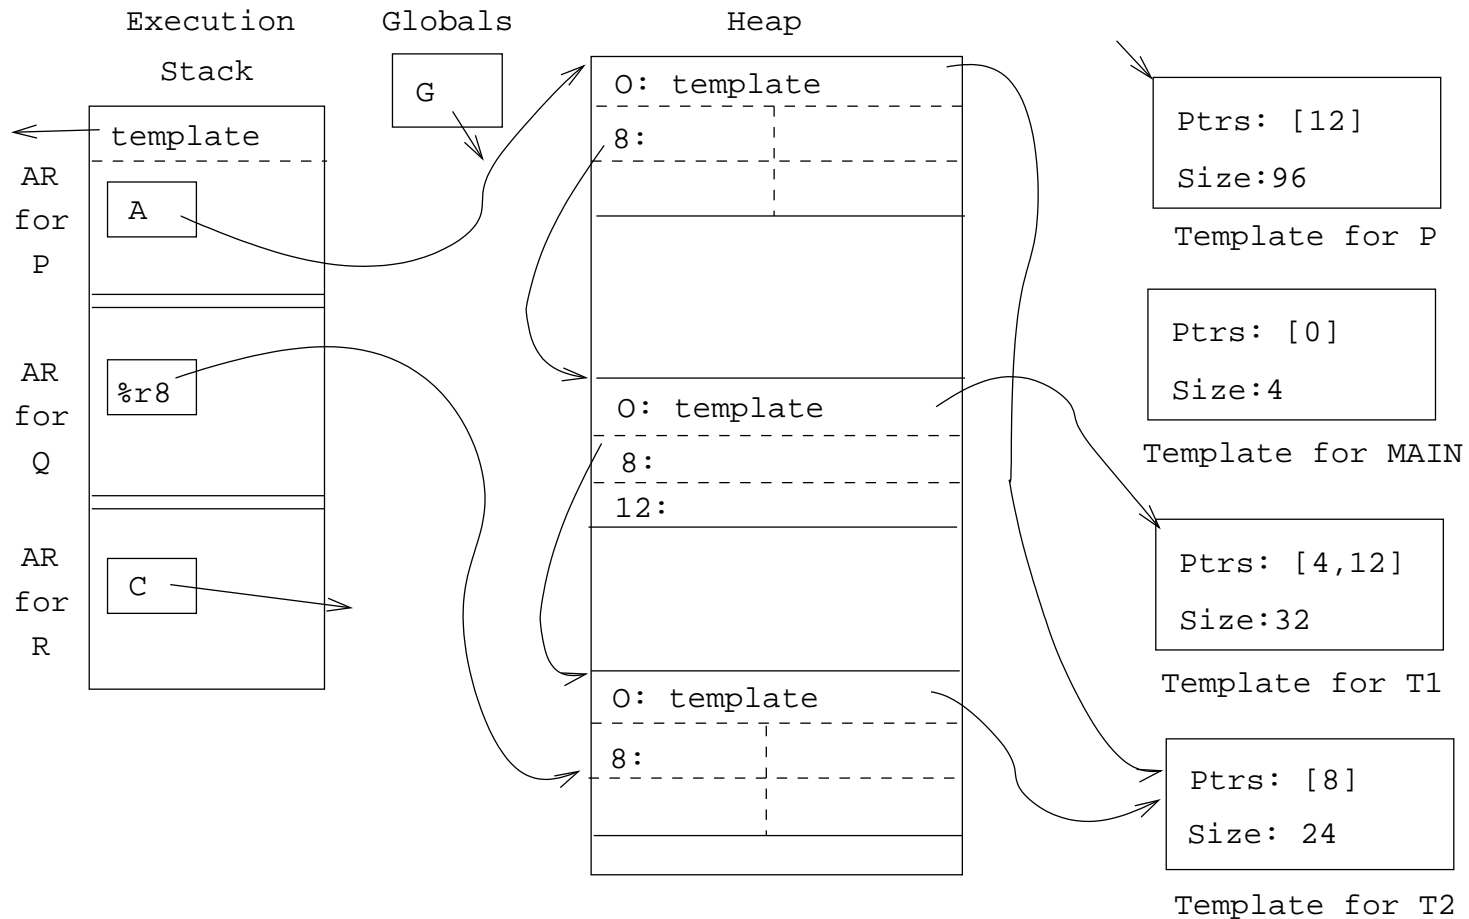 Execution
Stack
Globals
Heap
G
template
AR
for
P
A
AR
for
Q
%r8
AR
for
R
C
O: template
8:
O: template
8:
12:
O: template
8:
Ptrs: [12]
Size:96
Template for P
Ptrs: [0]
Size:4
Template for MAIN
Ptrs: [4,12]
Size:32
Template for T1
Ptrs: [8]
Size: 24
Template for T2